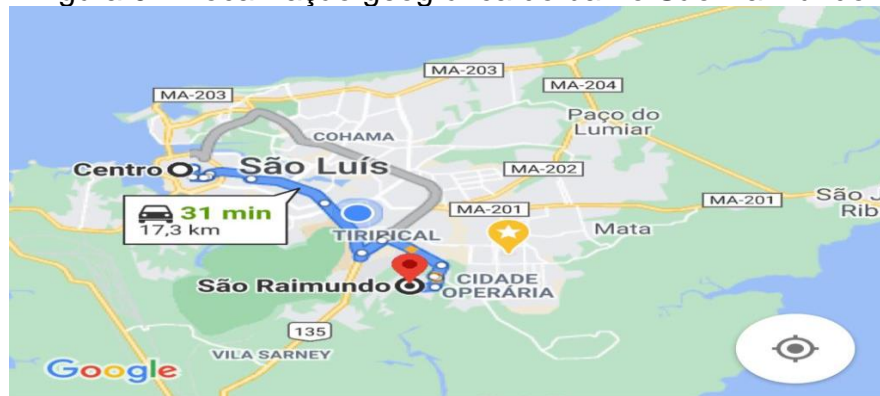 MA-203
MA-203
MA-204
COHAMA
Paço do
Lumiar
Centro
São Luís
MA-202
31 min
17,3 km
MA-201
MA-201
São J
Rib
TIRIPICAL
Mata
São Raimundo
CIDADE
OPERÁRIA
135
VILA SARNEY
Google